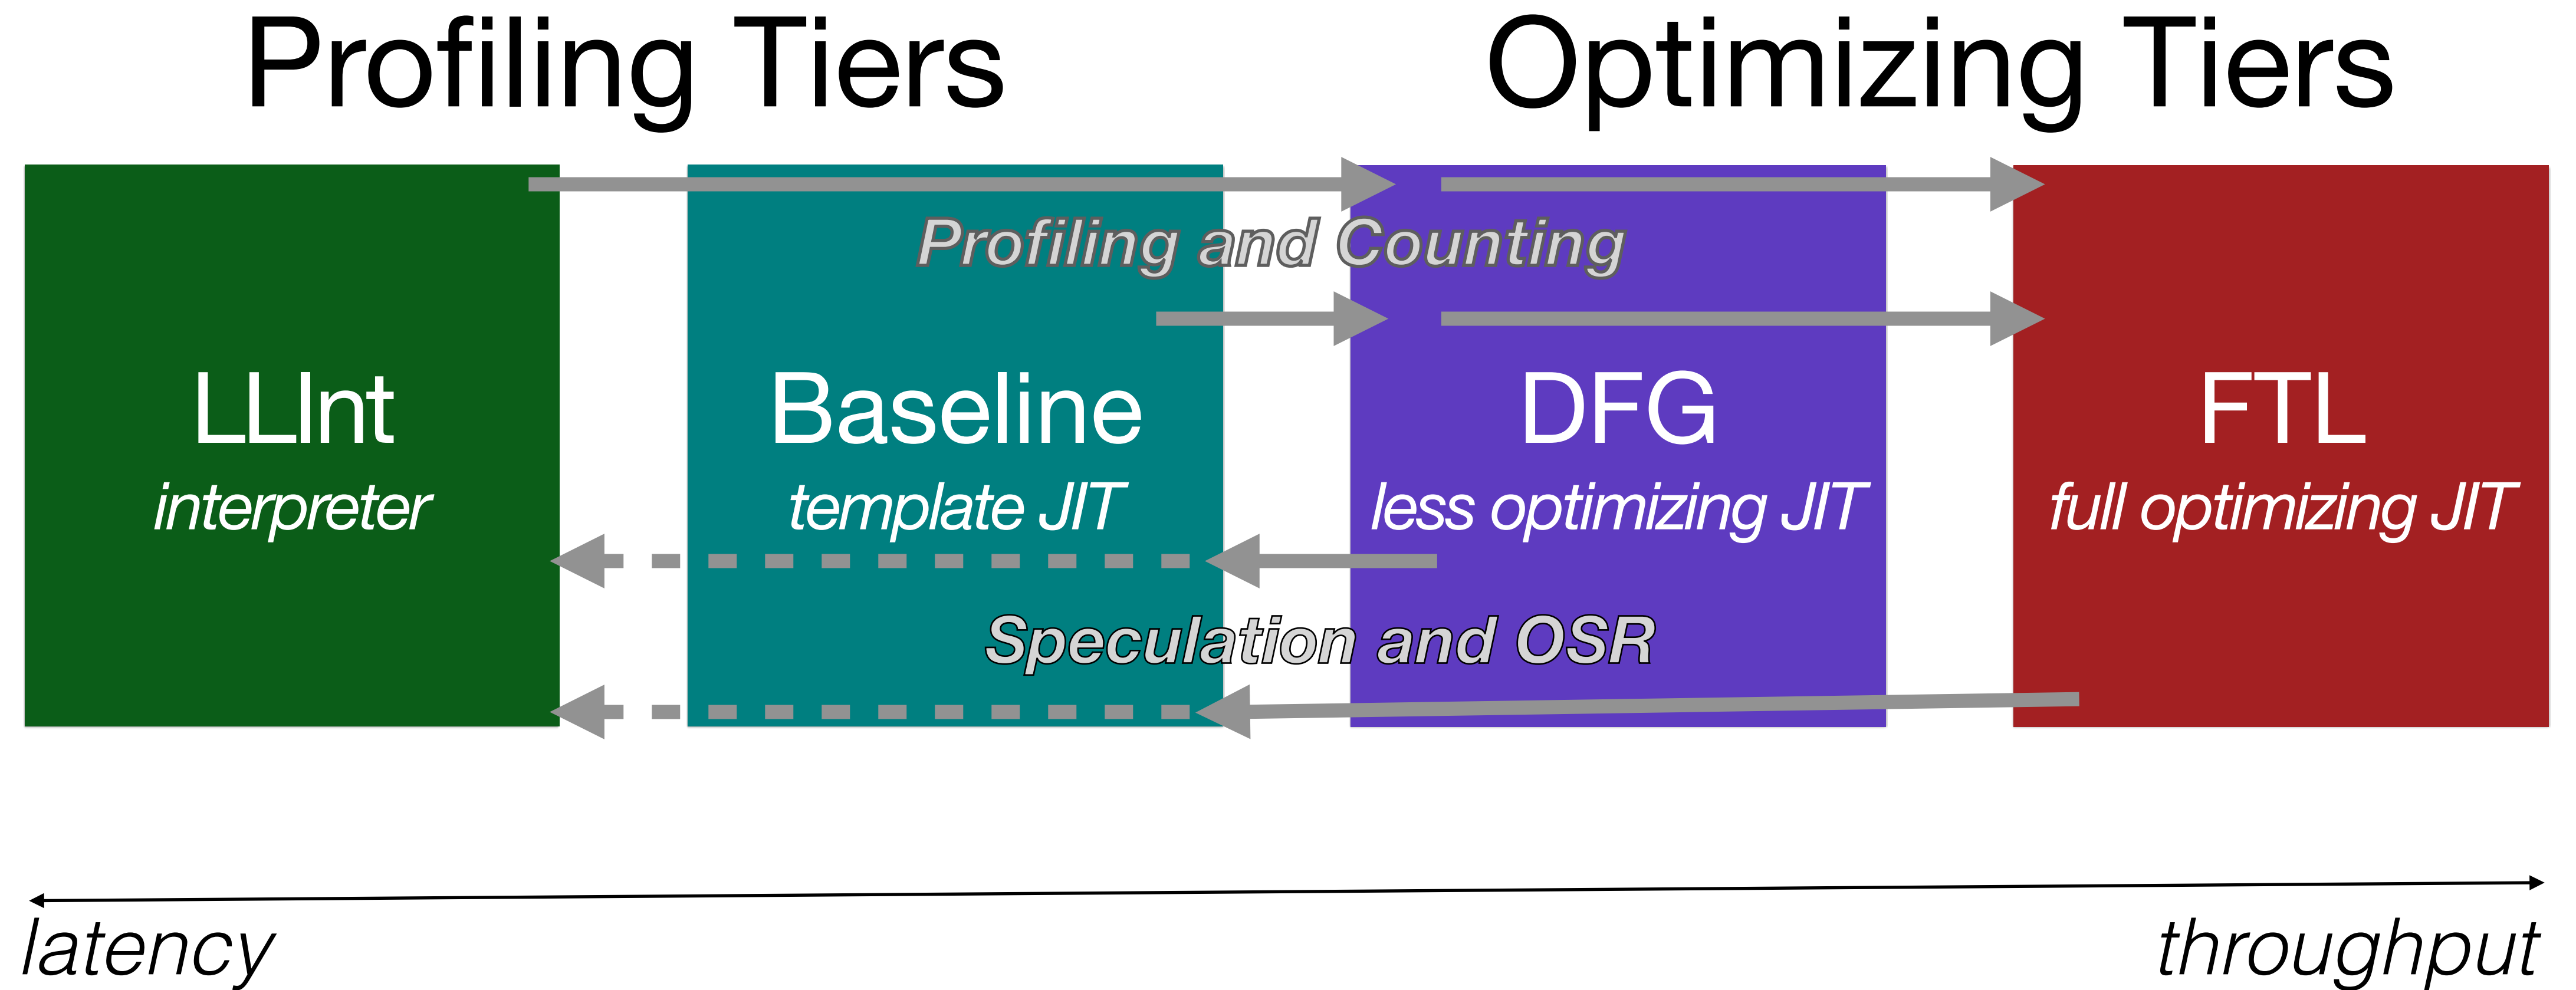 Profiling Tiers
Optimizing Tiers
Profiling and Counting
LLInt
interpreter
Baseline
template JIT
DFG
less optimizing JIT
FTL
full optimizing JIT
Speculation and OSR
latency
throughput